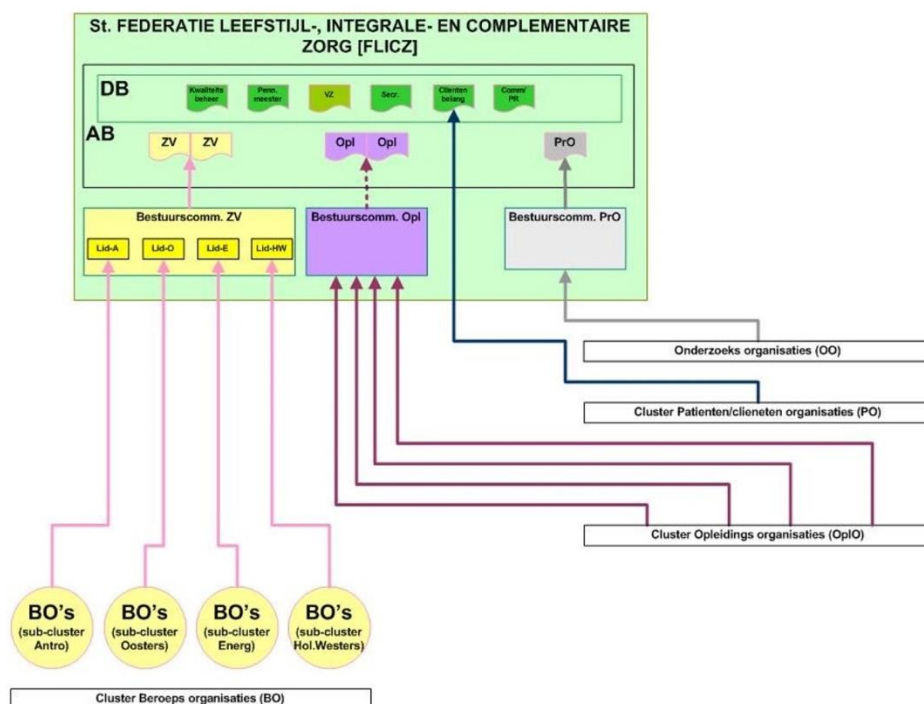 St. FEDERATIE LEEFSTIJL-, INTEGRALE- EN COMPLEMENTAIRE
ZORG [FLICZ]
DB
Kwaliteits
beheer
Penn.
meester
VZ
Secr.
Cliënten
belang
Comm/
PR
AB
ZV
ZV
Opl
Opl
PrO
Bestuurscomm. ZV
Lid-A
Lid-O
Lid-E
Lid-HW
Bestuurscomm. Opl
Bestuurscomm. PrO
Onderzoeks organisaties (OO)
Cluster Patienten/clieneten organisaties (PO)
Cluster Opleidings organisaties (OplO)
BO's
(sub-cluster
Antro)
BO's
(sub-cluster
Oosters)
BO's
(sub-cluster
Energ)
BO's
(sub-cluster
Hol.Westers)
Cluster Beroeps organisaties (BO)